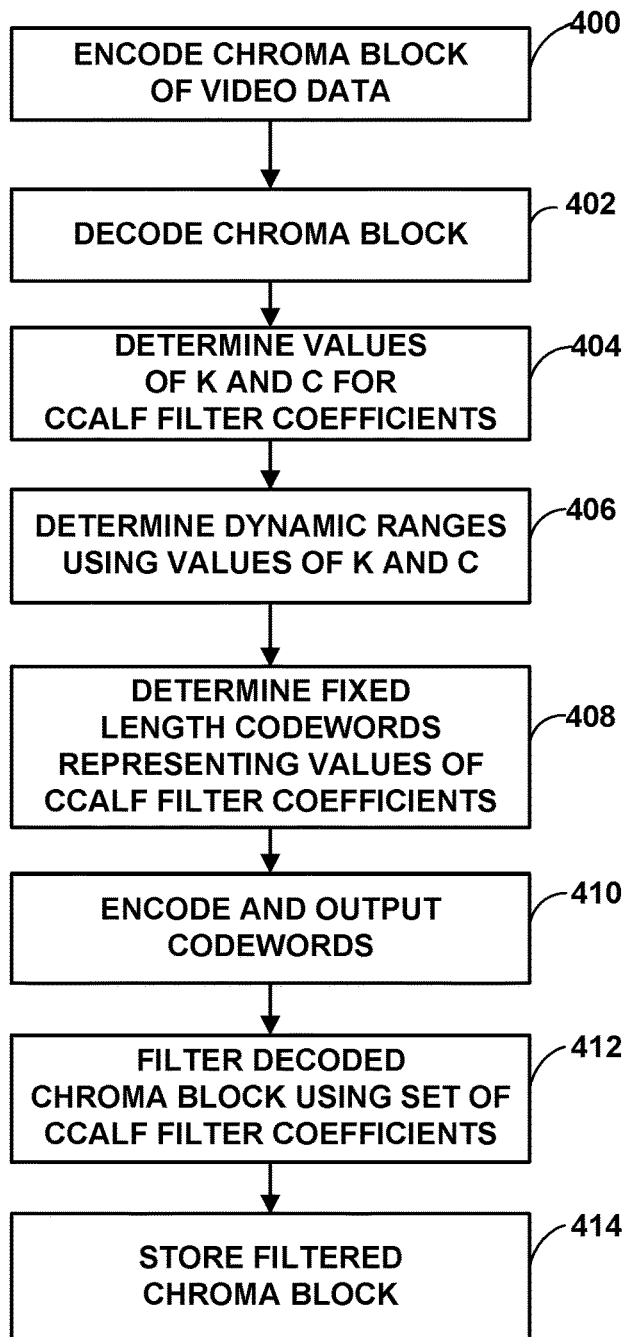 400
ENCODE CHROMA BLOCK
OF VIDEO DATA
402
DECODE CHROMA BLOCK
404
DETERMINE VALUES
OF K AND C FOR
CCALF FILTER COEFFICIENTS
406
DETERMINE DYNAMIC RANGES
USING VALUES OF K AND C
408
DETERMINE FIXED
LENGTH CODEWORDS
REPRESENTING VALUES OF
CCALF FILTER COEFFICIENTS
410
ENCODE AND OUTPUT
CODEWORDS
412
FILTER DECODED
CHROMA BLOCK USING SET OF
CCALF FILTER COEFFICIENTS
414
STORE FILTERED
CHROMA BLOCK